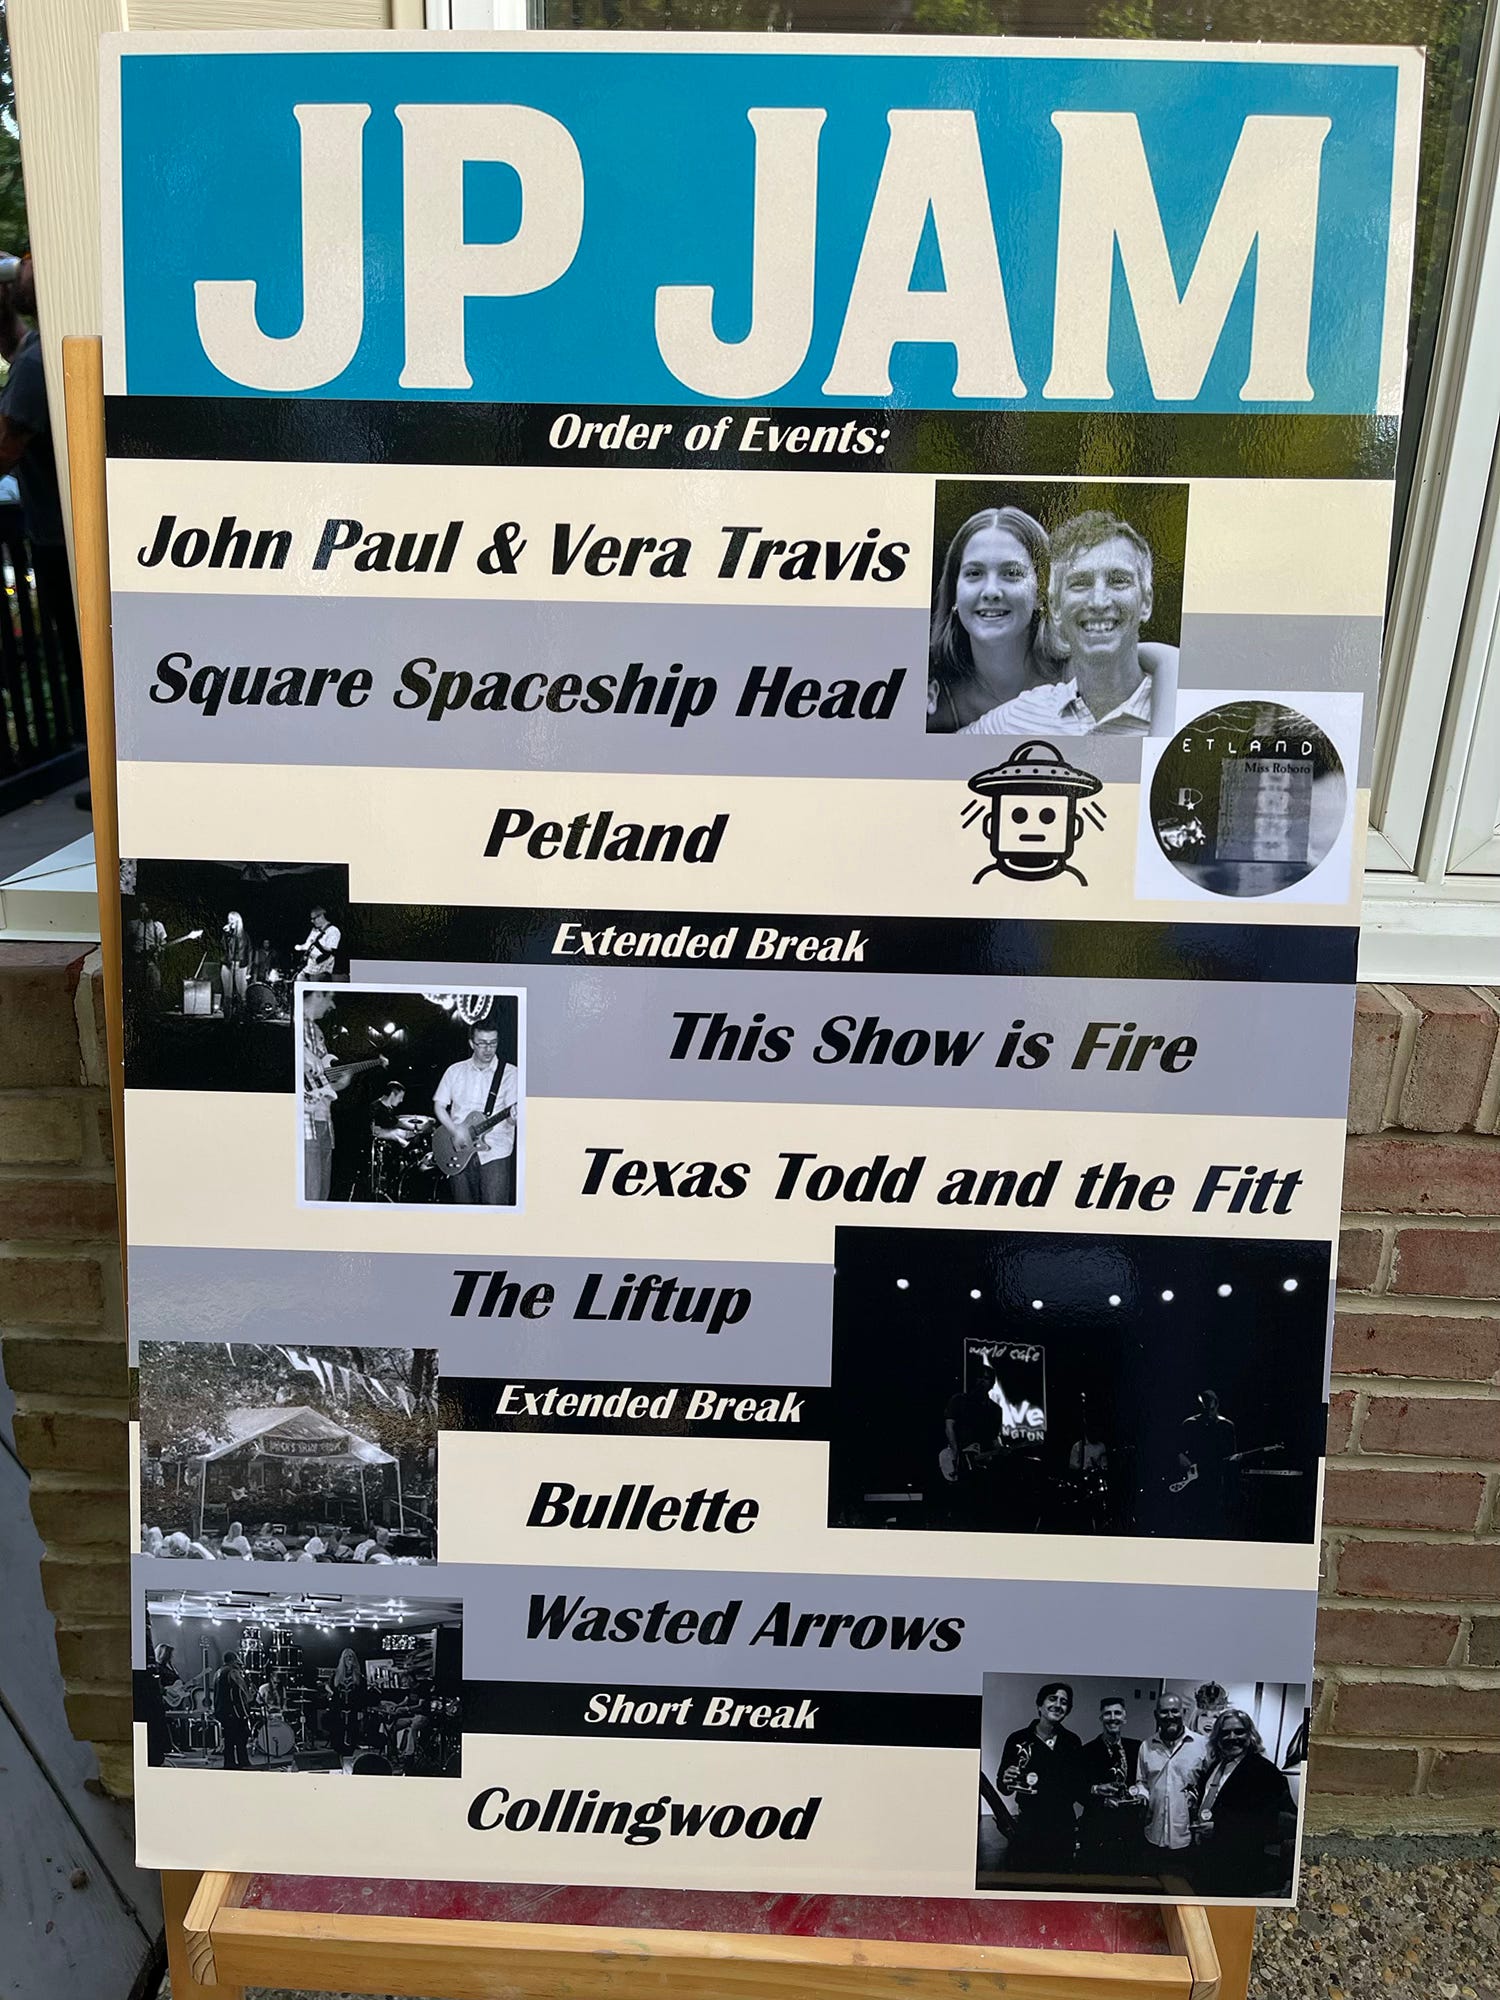 JP JAM
Order of Events:
John Paul & Vera Travis
Square Spaceship Head
ETLAND
Miss Roboto
Petland
Extended Break
This Show is Fire
Texas Todd and the Fitt
The Liftup
world cafe
Extended Break
Bullette
Wasted Arrows
Short Break
Collingwood